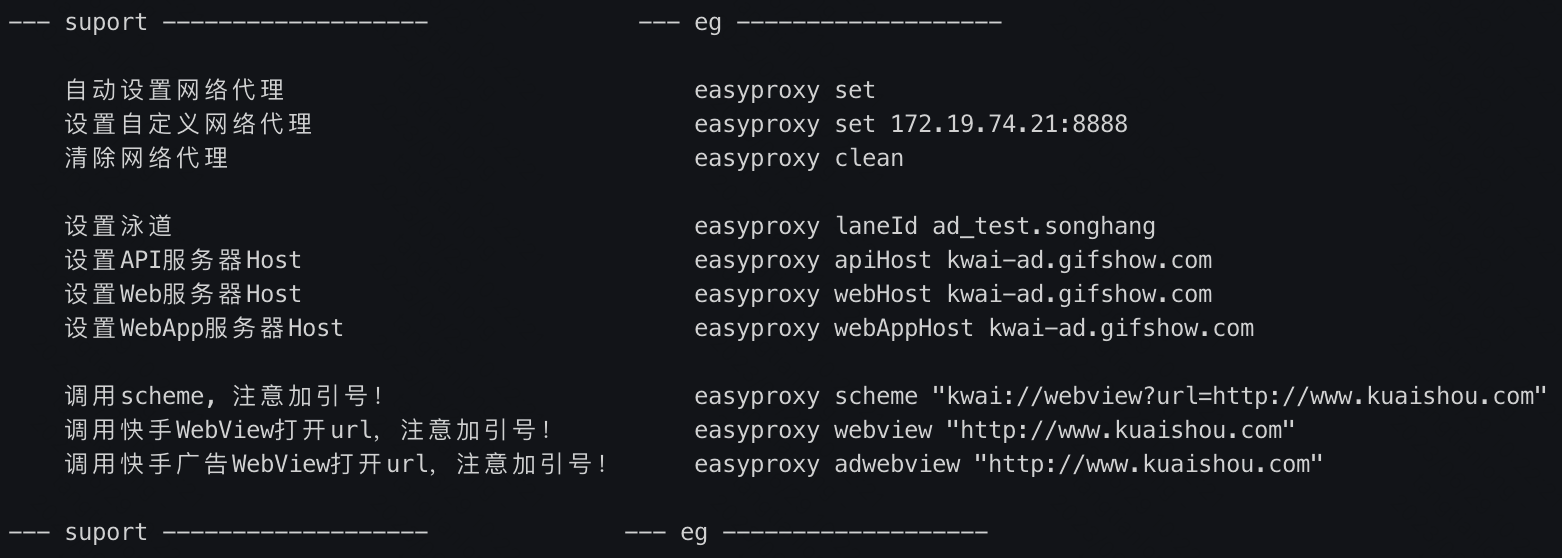 --- suport -------------------               --- eg -------------------
自动设置网络代理                             easyproxy set
设置自定义网络代理                           easyproxy set 172.19.74.21:8888
清除网络代理                                 easyproxy clean
设置泳道                                     easyproxy laneId ad_test.songhang
设置API服务器Host                            easyproxy apiHost kwai-ad.gifshow.com
设置Web服务器Host                            easyproxy webHost kwai-ad.gifshow.com
设置WebApp服务器Host                         easyproxy webAppHost kwai-ad.gifshow.com
调用scheme, 注意加引号!                      easyproxy scheme "kwai://webview?url=http://www.kuaishou.com"
调用快手WebView打开url, 注意加引号!          easyproxy webview "http://www.kuaishou.com"
调用快手广告WebView打开url, 注意加引号!      easyproxy adwebview "http://www.kuaishou.com"
--- suport -------------------              --- eg -------------------